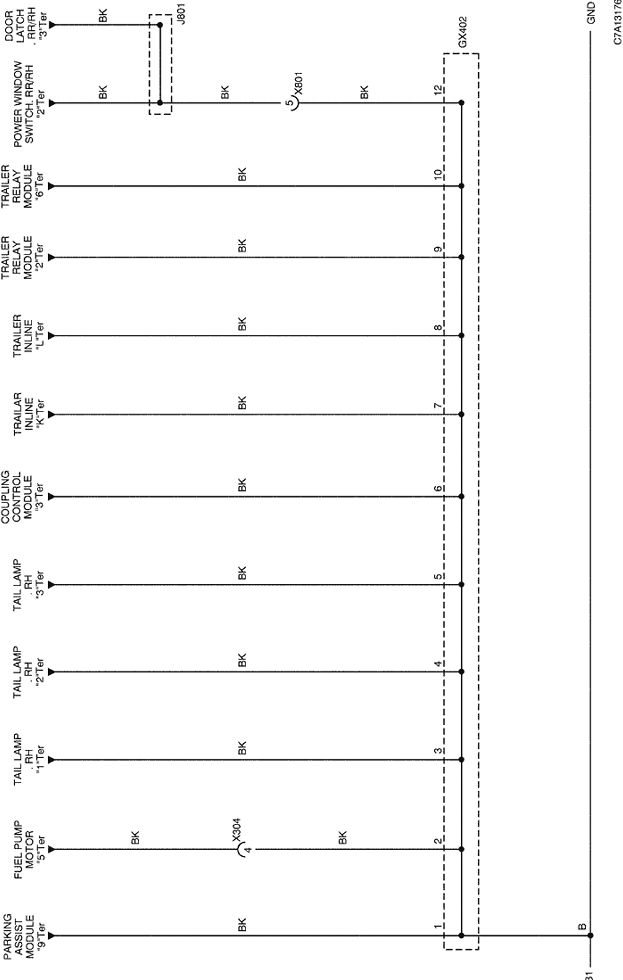 PARKING
ASSIST
MODULE
"9"Ter
FUEL PUMP
MOTOR
"5"Ter
TAIL LAMP
. RH
"1"Ter
TAIL LAMP
. RH
"2"Ter
TAIL LAMP
. RH
"3"Ter
COUPLING
CONTROL
MODULE
"3"Ter
TRAILAR
INLINE
"K"Ter
TRAILER
INLINE
"L"Ter
TRAILER
RELAY
MODULE
"2"Ter
TRAILER
RELAY
MODULE
"6"Ter
POWER WINDOW
SWITCH. RR/RH
"2"Ter
DOOR
LATCH
. RR/RH
"3"Ter
BK
BK
X304
4
BK
BK
BK
BK
BK
BK
BK
BK
BK
BK
BK
J801
BK
X801
5
BK
1
2
3
4
5
6
7
8
9
10
12
GX402
B
B1
GND
C7A13176